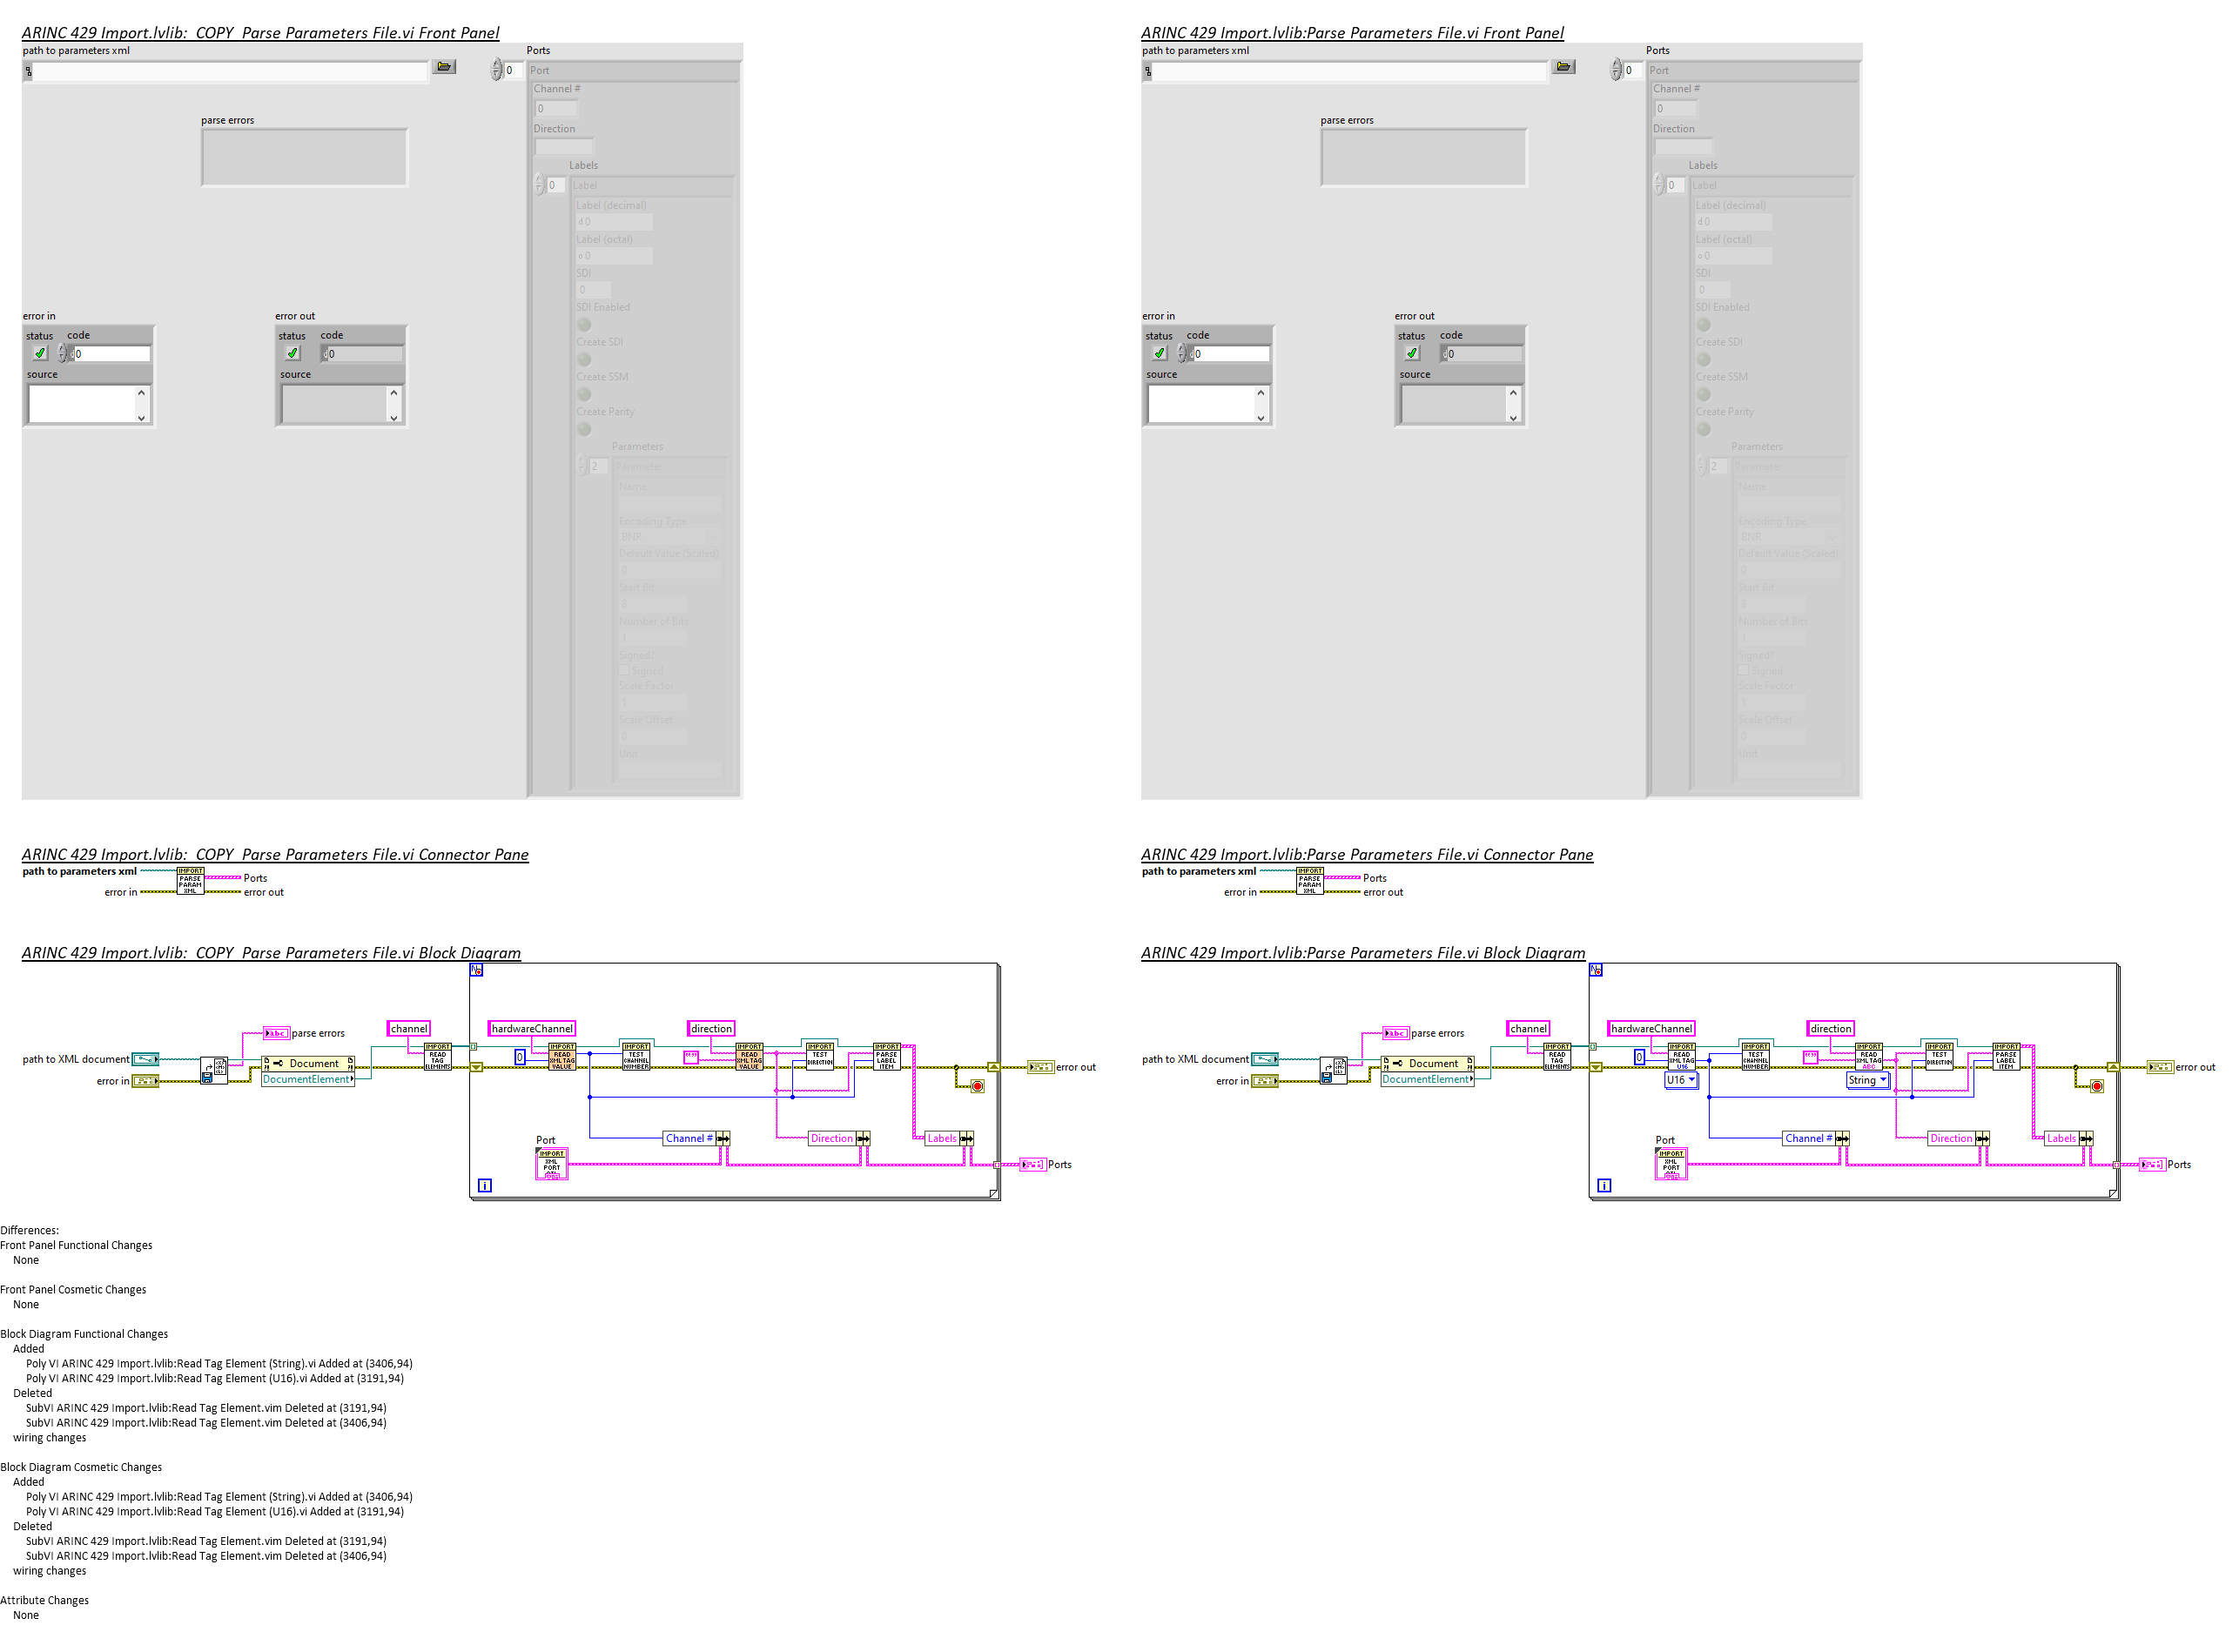 ARINC 429 Import.lvlib:  COPY  Parse Parameters File.vi Front Panel
path to parameters xml
Ports
0
Port
Channel #
0
Direction
parse errors
Labels
0
Label
Label (decimal)
d 0
Label (octal)
o 0
SDI
0
SDI Enabled
error in
error out
status
code
status
code
d 0
d 0
Create SDI
source
source
Create SSM
Create Parity
Parameters
2
Parameter
Name
Encoding Type
BNR
Default Value (Scaled)
0
Start Bit
8
Number of Bits
1
Signed?
Signed
Scale Factor
1
Scale Offset
0
Unit
ARINC 429 Import.lvlib:Parse Parameters File.vi Front Panel
path to parameters xml
Ports
0
Port
Channel #
0
Direction
parse errors
Labels
0
Label
Label (decimal)
d 0
Label (octal)
o 0
SDI
0
SDI Enabled
error in
error out
status
code
status
code
d 0
d 0
Create SDI
source
source
Create SSM
Create Parity
Parameters
2
Parameter
Name
Encoding Type
BNR
Default Value (Scaled)
0
Start Bit
8
Number of Bits
1
Signed?
Signed
Scale Factor
1
Scale Offset
0
Unit
ARINC 429 Import.lvlib:  COPY  Parse Parameters File.vi Connector Pane
path to parameters xml
error in
IMPORT
PARSE
PARAM
XML
Ports
error out
ARINC 429 Import.lvlib:Parse Parameters File.vi Connector Pane
path to parameters xml
error in
IMPORT
PARSE
PARAM
XML
Ports
error out
ARINC 429 Import.lvlib:  COPY  Parse Parameters File.vi Block Diagram
N
channel
hardwareChannel
direction
abc
parse errors
path to XML document
error in
Document
DocumentElement
IMPORT
READ
TAG
ELEMENTS
0
IMPORT
READ
XML TAG
VALUE
IMPORT
TEST
CHANNEL
NUMBER
IMPORT
READ
XML TAG
VALUE
IMPORT
TEST
DIRECTION
IMPORT
PARSE
LABEL
ITEM
error out
Port
IMPORT
XML
PORT
Channel #
Direction
Labels
Ports
i
ARINC 429 Import.lvlib:Parse Parameters File.vi Block Diagram
N
channel
hardwareChannel
direction
abc
parse errors
path to XML document
error in
Document
DocumentElement
IMPORT
READ
TAG
ELEMENTS
0
IMPORT
READ
XML TAG
U16
U16
IMPORT
TEST
CHANNEL
NUMBER
IMPORT
READ
XML TAG
ABC
String
IMPORT
TEST
DIRECTION
IMPORT
PARSE
LABEL
ITEM
error out
Port
IMPORT
XML
PORT
Channel #
Direction
Labels
Ports
i
Differences:
Front Panel Functional Changes
None
Front Panel Cosmetic Changes
None
Block Diagram Functional Changes
Added
Poly VI ARINC 429 Import.lvlib:Read Tag Element (String).vi Added at (3406,94)
Poly VI ARINC 429 Import.lvlib:Read Tag Element (U16).vi Added at (3191,94)
Deleted
SubVI ARINC 429 Import.lvlib:Read Tag Element.vim Deleted at (3191,94)
SubVI ARINC 429 Import.lvlib:Read Tag Element.vim Deleted at (3406,94)
wiring changes
Block Diagram Cosmetic Changes
Added
Poly VI ARINC 429 Import.lvlib:Read Tag Element (String).vi Added at (3406,94)
Poly VI ARINC 429 Import.lvlib:Read Tag Element (U16).vi Added at (3191,94)
Deleted
SubVI ARINC 429 Import.lvlib:Read Tag Element.vim Deleted at (3191,94)
SubVI ARINC 429 Import.lvlib:Read Tag Element.vim Deleted at (3406,94)
wiring changes
Attribute Changes
None